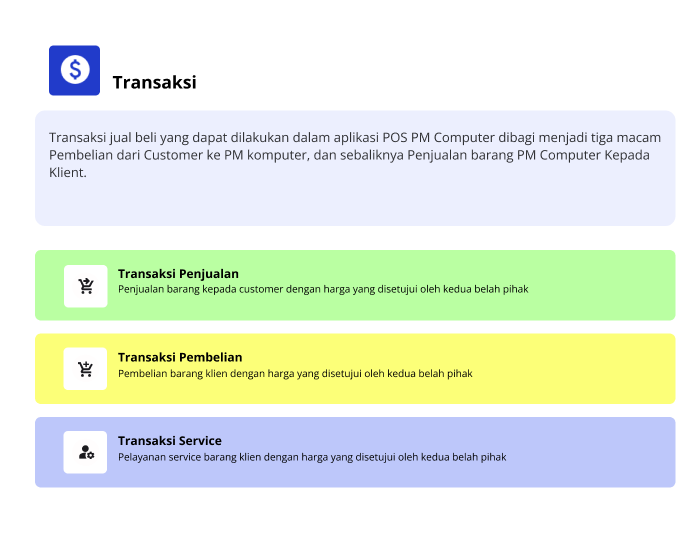 Transaksi
Transaksi jual beli yang dapat dilakukan dalam aplikasi POS PM Computer dibagi menjadi tiga macam
Pembelian dari Customer ke PM komputer, dan sebaliknya Penjualan barang PM Computer Kepada
Klient.
Transaksi Penjualan
Penjualan barang kepada customer dengan harga yang disetujui oleh kedua belah pihak
Transaksi Pembelian
Pembelian barang klien dengan harga yang disetujui oleh kedua belah pihak
Transaksi Service
Pelayanan service barang klien dengan harga yang disetujui oleh kedua belah pihak